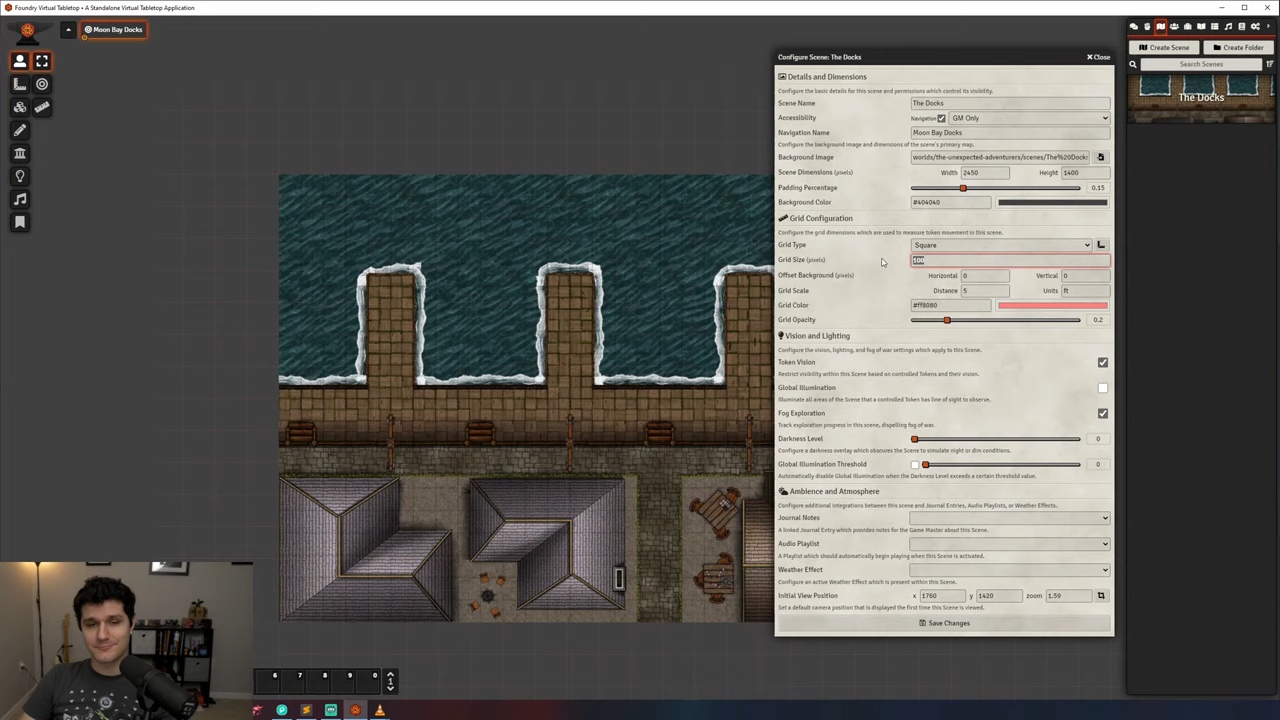 Foundry Virtual Tabletop • A Standalone Virtual Tabletop Application
Moon Bay Docks
Create Scene
Create Folder
Search Scenes
The Docks
Configure Scene: The Docks
Close
Details and Dimensions
Configure the basic details for this scene and permissions which control its visibility.
Scene Name The Docks
Accessibility Navigation GM Only
Navigation Name Moon Bay Docks
Configure the background image and dimensions of the scene's primary map.
Background Image worlds/the-unexpected-adventurers/scenes/The%20Docks
Scene Dimensions (pixels) Width 2450 Height 1400
Padding Percentage 0.15
Background Color #404040
Grid Configuration
Configure the grid dimensions which are used to measure token movement in this scene.
Grid Type Square
Grid Size (pixels) 100
Offset Background (pixels) Horizontal 0 Vertical 0
Grid Scale Distance 5 Units ft
Grid Color #ff8080
Grid Opacity 0.2
Vision and Lighting
Configure the vision, lighting, and fog of war settings which apply to this Scene.
Token Vision
Restrict visibility within this Scene based on controlled Tokens and their vision.
Global Illumination
Illuminate all areas of the Scene that a controlled Token has line of sight to observe.
Fog Exploration
Track exploration progress in this scene, dispelling fog of war.
Darkness Level 0
Configure a darkness overlay which obscures the Scene to simulate night or dim conditions.
Global Illumination Threshold 0
Automatically disable Global Illumination when the Darkness Level exceeds a certain threshold value.
Ambience and Atmosphere
Configure additional integrations between this scene and Journal Entries, Audio Playlists, or Weather Effects.
Journal Notes
A linked Journal Entry which provides notes for the Game Master about this Scene.
Audio Playlist
A Playlist which should automatically begin playing when this Scene is activated.
Weather Effect
Configure an active Weather Effect which is present within this Scene.
Initial View Position x 1760 y 1420 zoom 1.59
Set a default camera position that is displayed the first time this Scene is viewed.
Save Changes
6 7 8 9 0 1